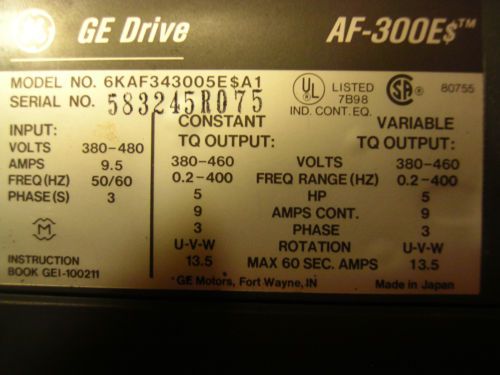 GE Drive AF-300E$™
MODEL NO. 6KAF343005E$A1
SERIAL NO. 583245R075
UL LISTED 7B98 IND. CONT. EQ.
SA 80755
INPUT:
VOLTS 380-480
AMPS 9.5
FREQ (HZ) 50/60
PHASE (S) 3
INSTRUCTION
BOOK GEI-100211
CONSTANT VARIABLE
TQ OUTPUT: TQ OUTPUT:
380-460 VOLTS 380-460
0.2-400 FREQ RANGE (HZ) 0.2-400
5 HP 5
9 AMPS CONT. 9
3 PHASE 3
U-V-W ROTATION U-V-W
13.5 MAX 60 SEC. AMPS 13.5
GE Motors, Fort Wayne, IN Made in Japan